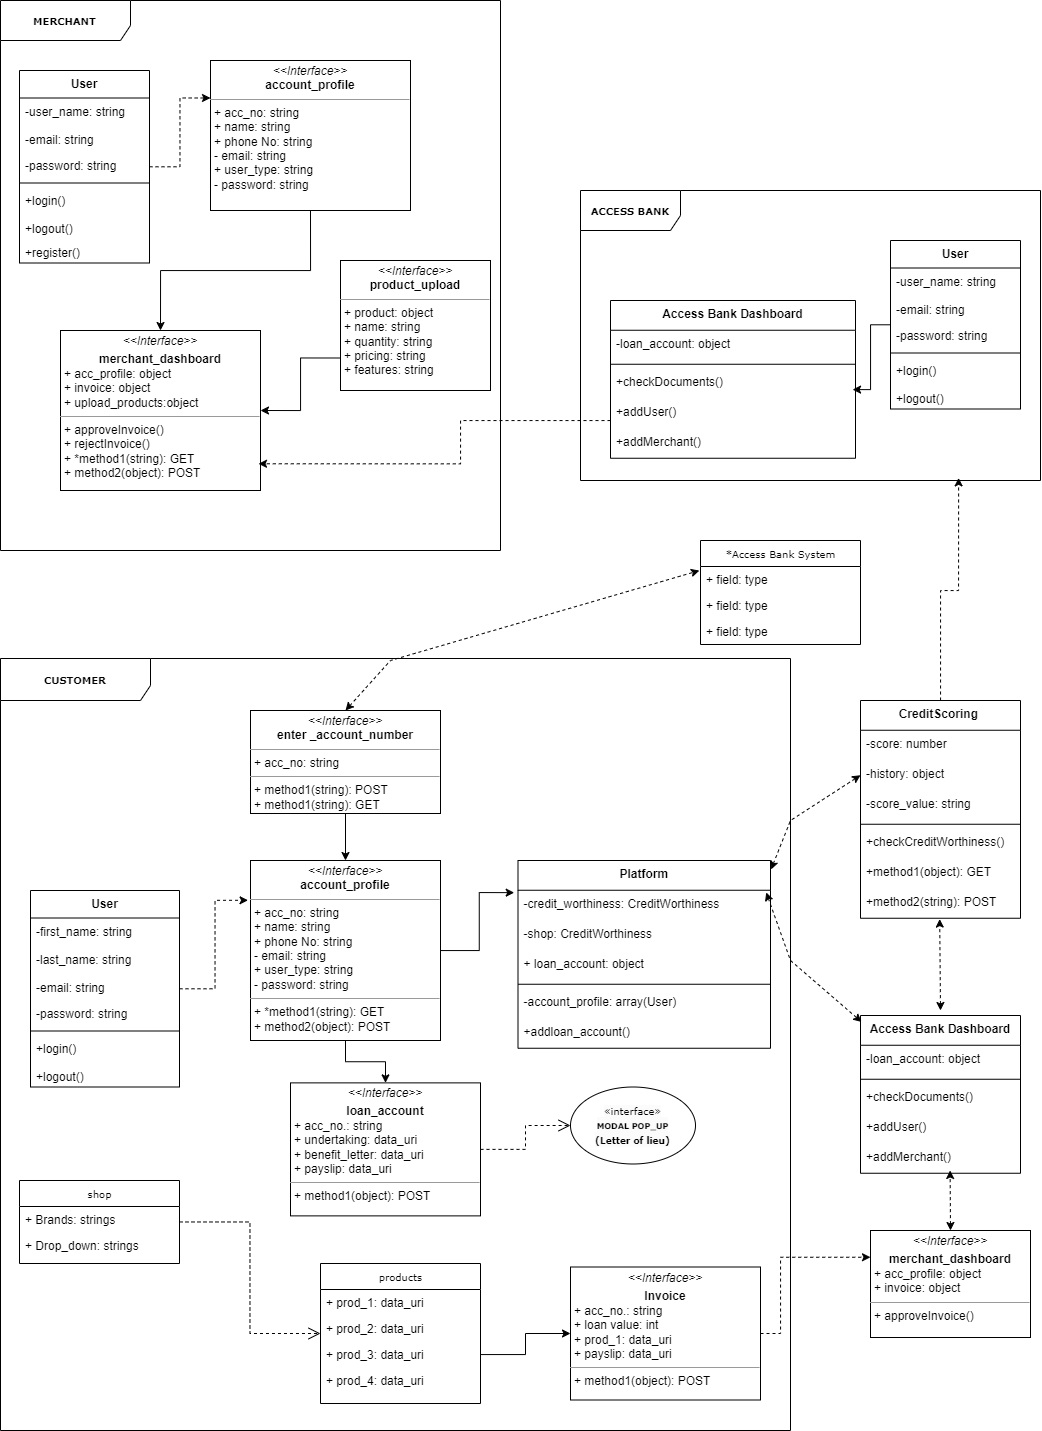 MERCHANT
User
-user_name: string
-email: string
-password: string
+login()
+logout()
+register()
<<Interface>>
account_profile
+ acc_no: string
+ name: string
+ phone No: string
- email: string
+ user_type: string
- password: string
<<Interface>>
product_upload
+ product: object
+ name: string
+ quantity: string
+ pricing: string
+ features: string
<<Interface>>
merchant_dashboard
+ acc_profile: object
+ invoice: object
+ upload_products:object
+ approveInvoice()
+ rejectInvoice()
+ *method1(string): GET
+ method2(object): POST
ACCESS BANK
Access Bank Dashboard
-loan_account: object
+checkDocuments()
+addUser()
+addMerchant()
User
-user_name: string
-email: string
-password: string
+login()
+logout()
*Access Bank System
+ field: type
+ field: type
+ field: type
CUSTOMER
<<Interface>>
enter _account_number
+ acc_no: string
+ method1(string): POST
+ method1(string): GET
User
-first_name: string
-last_name: string
-email: string
-password: string
+login()
+logout()
<<Interface>>
account_profile
+ acc_no: string
+ name: string
+ phone No: string
- email: string
+ user_type: string
- password: string
+ *method1(string): GET
+ method2(object): POST
Platform
-credit_worthiness: CreditWorthiness
-shop: CreditWorthiness
+ loan_account: object
-account_profile: array(User)
+addloan_account()
CreditScoring
-score: number
-history: object
-score_value: string
+checkCreditWorthiness()
+method1(object): GET
+method2(string): POST
Access Bank Dashboard
-loan_account: object
+checkDocuments()
+addUser()
+addMerchant()
<<Interface>>
loan_account
+ acc_no.: string
+ undertaking: data_uri
+ benefit_letter: data_uri
+ payslip: data_uri
+ method1(object): POST
«interface»
MODAL POP_UP
(Letter of lieu)
shop
+ Brands: strings
+ Drop_down: strings
products
+ prod_1: data_uri
+ prod_2: data_uri
+ prod_3: data_uri
+ prod_4: data_uri
<<Interface>>
Invoice
+ acc_no.: string
+ loan value: int
+ prod_1: data_uri
+ payslip: data_uri
+ method1(object): POST
<<Interface>>
merchant_dashboard
+ acc_profile: object
+ invoice: object
+ approveInvoice()